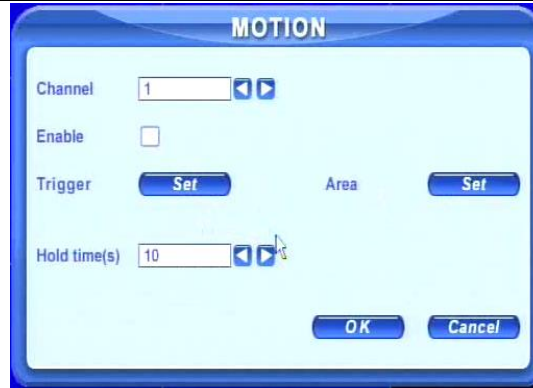 MOTION
Channel 1
Enable
Trigger Set Area Set
Hold time(s) 10
OK Cancel